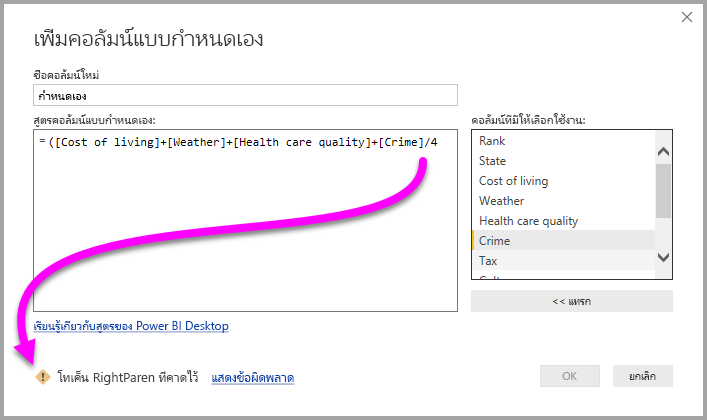 เพิ่มคอลัมน์แบบกำหนดเอง
ชื่อคอลัมน์ใหม่
กำหนดเอง
สูตรคอลัมน์แบบกำหนดเอง:
= ([Cost of living]+[Weather]+[Health care quality]+[Crime]/4
คอลัมน์ที่มีให้เลือกใช้งาน:
Rank
State
Cost of living
Weather
Health care quality
Crime
Tax
<< แทรก
เรียนรู้เกี่ยวกับสูตรของ Power BI Desktop
โทเค็น RightParen ที่คาดไว้ แสดงข้อผิดพลาด
OK
ยกเลิก